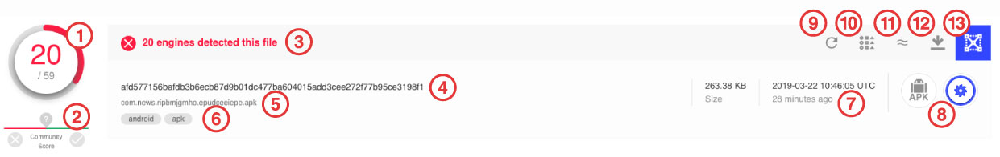 1
20
/ 59
2
?
Community
Score
20 engines detected this file 3
9 10 11 12 13
≈
afd577156bafdb3b6ecb87d9b01dc477ba604015add3cee272f77b95ce3198f1 4
com.news.ripbmjgmho.epudceeiepe.apk 5
android apk 6
263.38 KB
Size
2019-03-22 10:46:05 UTC
28 minutes ago 7
APK
8